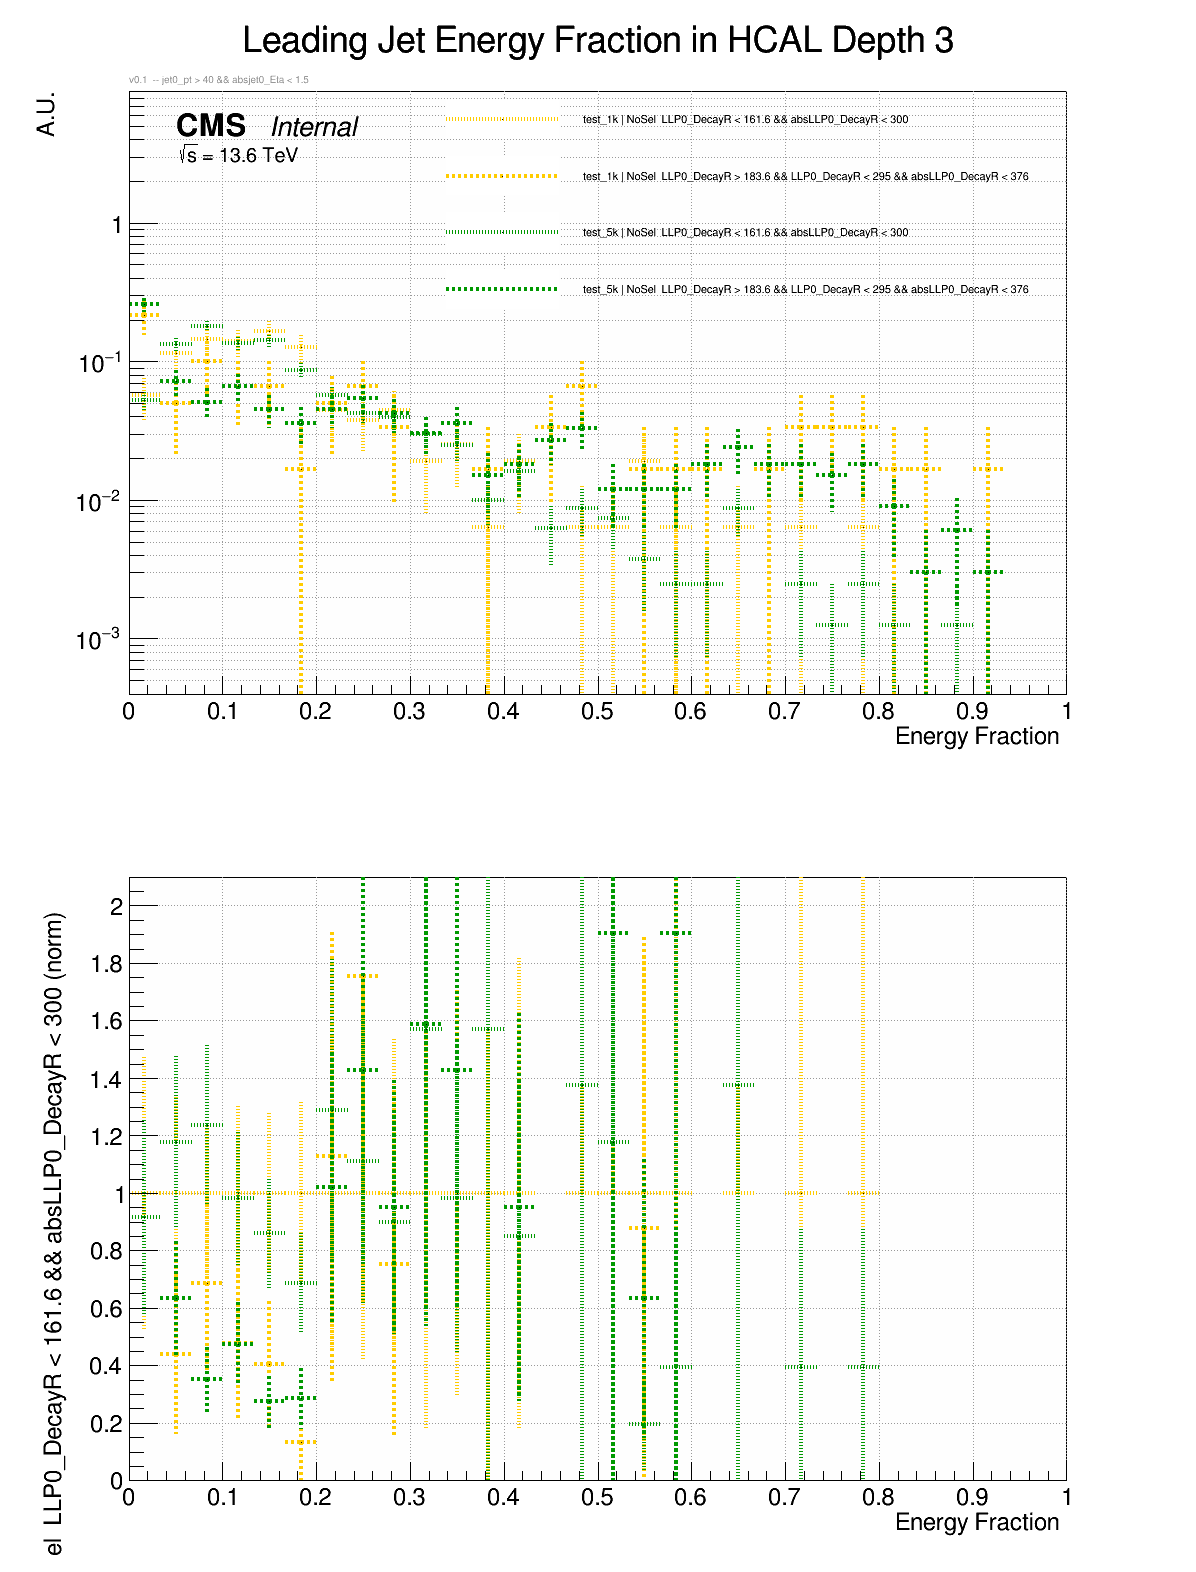 Leading Jet Energy Fraction in HCAL Depth 3
v0.1 -- jet0_pt > 40 && absjet0_Eta < 1.5
A.U.
CMS Internal
√s = 13.6 TeV
test_1k | NoSel LLP0_DecayR < 161.6 && absLLP0_DecayR < 300
test_1k | NoSel LLP0_DecayR > 183.6 && LLP0_DecayR < 295 && absLLP0_DecayR < 376
test_5k | NoSel LLP0_DecayR < 161.6 && absLLP0_DecayR < 300
test_5k | NoSel LLP0_DecayR > 183.6 && LLP0_DecayR < 295 && absLLP0_DecayR < 376
1
10⁻¹
10⁻²
10⁻³
0 0.1 0.2 0.3 0.4 0.5 0.6 0.7 0.8 0.9 1
Energy Fraction
el LLP0_DecayR < 161.6 && absLLP0_DecayR < 300 (norm)
2
1.8
1.6
1.4
1.2
1
0.8
0.6
0.4
0.2
0
0 0.1 0.2 0.3 0.4 0.5 0.6 0.7 0.8 0.9 1
Energy Fraction